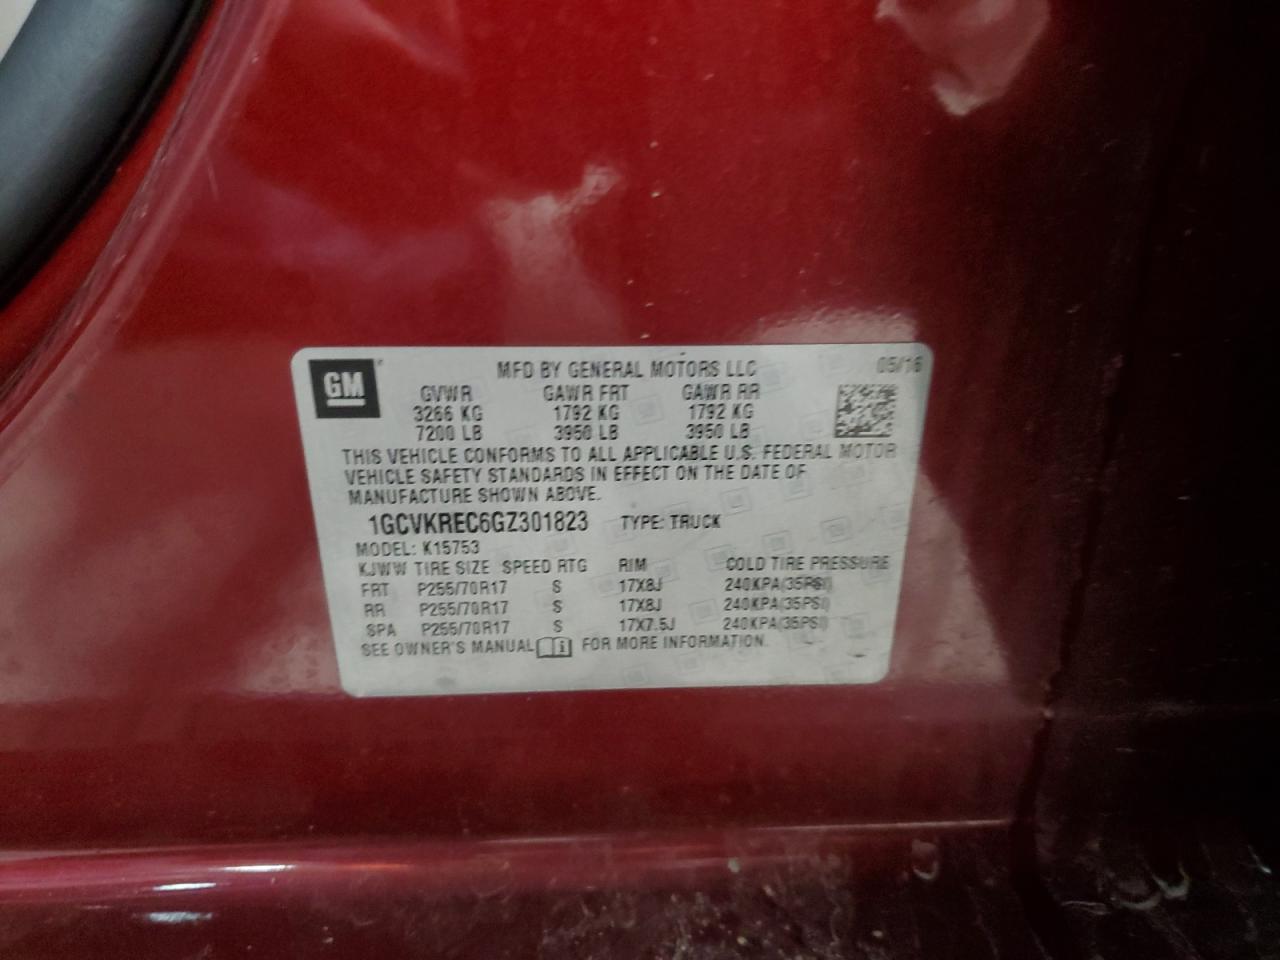 GM MFD BY GENERAL MOTORS LLC 05/16
GVWR GAWR FRT GAWR RR
3266 KG 1792 KG 1792 KG
7200 LB 3950 LB 3950 LB
THIS VEHICLE CONFORMS TO ALL APPLICABLE U.S. FEDERAL MOTOR
VEHICLE SAFETY STANDARDS IN EFFECT ON THE DATE OF
MANUFACTURE SHOWN ABOVE.
1GCVKREC6GZ301823 TYPE: TRUCK
MODEL: K15753
KJWW TIRE SIZE SPEED RTG RIM COLD TIRE PRESSURE
FRT P255/70R17 S 17X8J 240KPA(35PSI)
RR P255/70R17 S 17X8J 240KPA(35PSI)
SPA P255/70R17 S 17X7.5J 240KPA(35PSI)
SEE OWNER'S MANUAL FOR MORE INFORMATION.